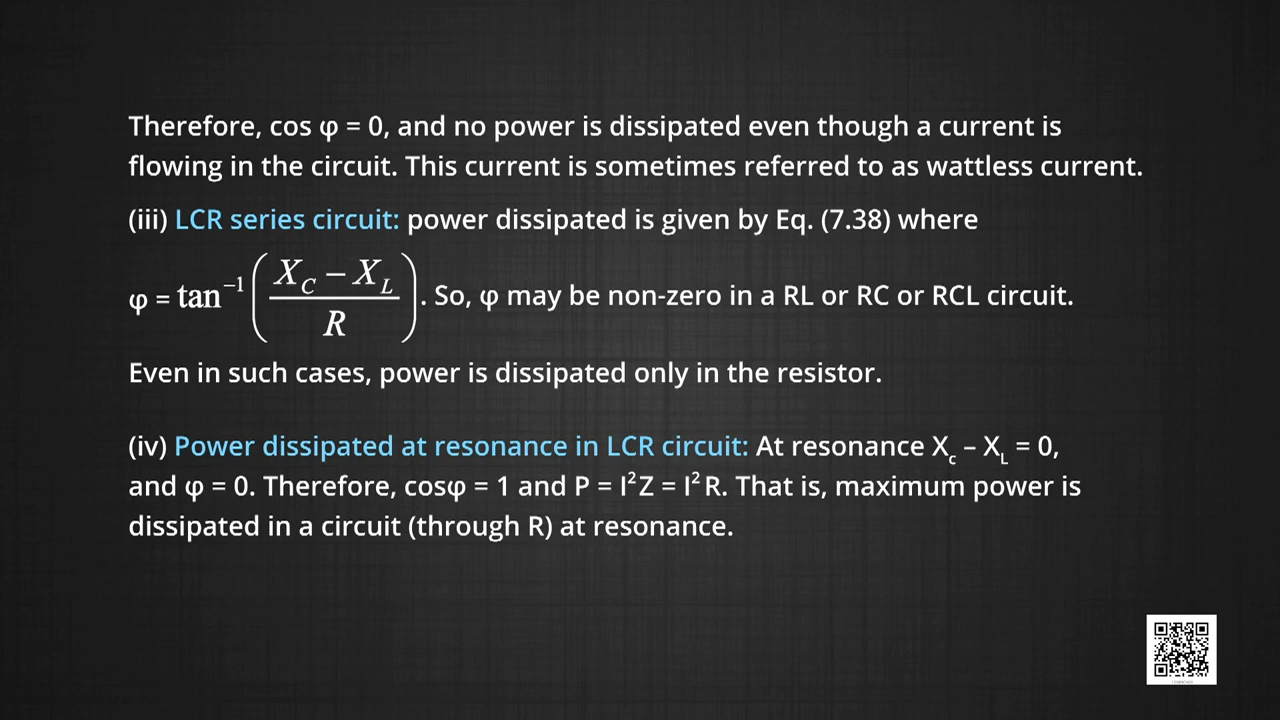 Therefore, cos φ = 0, and no power is dissipated even though a current is
flowing in the circuit. This current is sometimes referred to as wattless current.
(iii) LCR series circuit: power dissipated is given by Eq. (7.38) where
φ = tan⁻¹ ( (X_C − X_L) / R ). So, φ may be non-zero in a RL or RC or RCL circuit.
Even in such cases, power is dissipated only in the resistor.
(iv) Power dissipated at resonance in LCR circuit: At resonance X_c – X_L = 0,
and φ = 0. Therefore, cosφ = 1 and P = I²Z = I²R. That is, maximum power is
dissipated in a circuit (through R) at resonance.